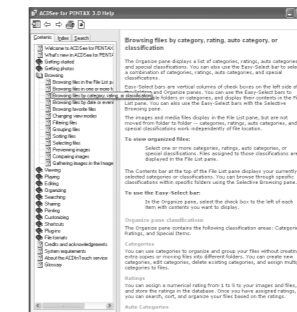 ACDSee for PENTAX 3.0 Help
Contents Index Search
Welcome to ACDSee for PENTAX
What's new in ACDSee for PENTAX
Getting started
Getting photos
Browsing
Browsing files in the File List p
Browsing files in one or more f
Browsing files by category, rating, auto category, or classification
Browsing files by date or event
Browsing favorite files
Changing view modes
Filtering files
Grouping files
Sorting files
Selecting files
Previewing images
Comparing images
Gathering images in the Image
Viewing
Playing
Editing
Organizing
Searching
Sharing
Printing
Customizing
Shortcuts
Plugins
File formats
Credits and acknowledgements
System requirements
About the ACDInTouch service
Glossary
Browsing files by category, rating, auto category, or
classification
The Organize pane displays a list of categories, ratings, auto categories
and special classifications. You can also use the Easy-Select bar to sele
a combination of categories, ratings, auto categories, and special
classifications.
Easy-Select bars are vertical columns of check boxes on the left side of
the Folders and Organize panes. You can use the Easy-Select bars to
folders or categories, and display their contents in the Fi
List pane. You can also use the Easy-Select bars with the Selective
Browsing pane.
The images and media files display in the File List pane, but are not
moved from folder to folder — categories, ratings, auto categories, and
special classifications work independently of file location.
To view organized files:
Select one or more categories, ratings, auto categories, or
special classifications. Files assigned to those classifications are
displayed in the File List pane.
The Contents bar at the top of the File List pane displays your currently
selected categories or classifications. You can browse through specific
classifications within specific folders using the Selective Browsing pane.
To use the Easy-Select bar:
In the Organize pane, select the check box to the left of each
item with contents you want to display.
Organize pane classifications
The Organize pane contains the following classification areas: Categorie
Ratings, and Special Items.
Categories
You can use categories to organize and group your files without creatin
extra copies or moving files into different folders. You can create new
categories, edit categories, delete existing categories, and assign multip
categories to files.
Ratings
You can assign a numerical rating from 1 to 5 to your images and files,
and store the ratings in the database. Once you have assigned ratings,
you can search, sort, and organize your files based on the ratings.
Auto Categories